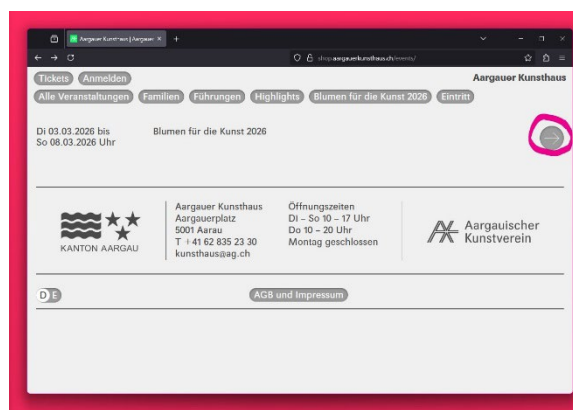 Aargauer Kunsthaus | Aargauer
shop.aargauerkunsthaus.ch/events/
Tickets Anmelden
Aargauer Kunsthaus
Alle Veranstaltungen Familien Führungen Highlights Blumen für die Kunst 2026 Eintritt
Di 03.03.2026 bis
So 08.03.2026 Uhr
Blumen für die Kunst 2026
KANTON AARGAU
Aargauer Kunsthaus
Aargauerplatz
5001 Aarau
T +41 62 835 23 30
kunsthaus@ag.ch
Öffnungszeiten
Di – So 10 – 17 Uhr
Do 10 – 20 Uhr
Montag geschlossen
Aargauischer
Kunstverein
D E
AGB und Impressum